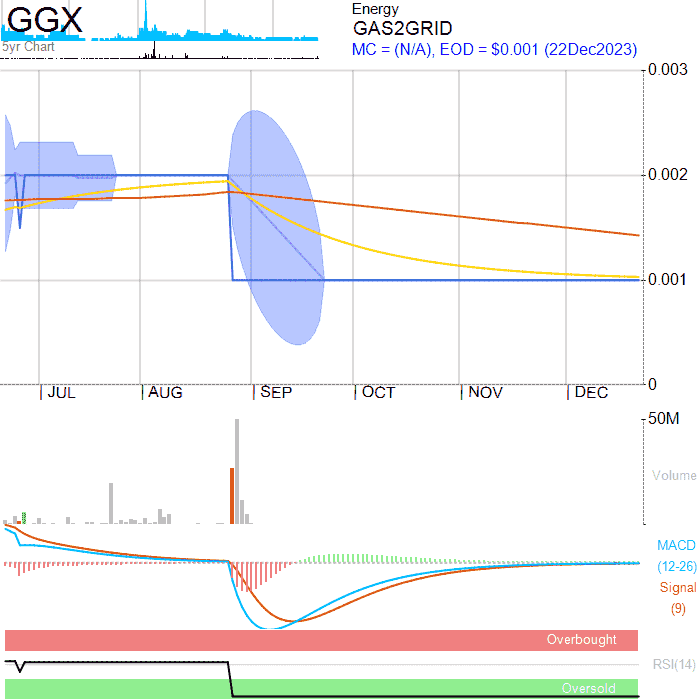 GGX
5yr Chart
Energy
GAS2GRID
MC = (N/A), EOD = $0.001 (22Dec2023)
0.003
0.002
0.001
0
JUL AUG SEP OCT NOV DEC
50M
Volume
MACD
(12-26)
Signal
(9)
Overbought
RSI(14)
Oversold